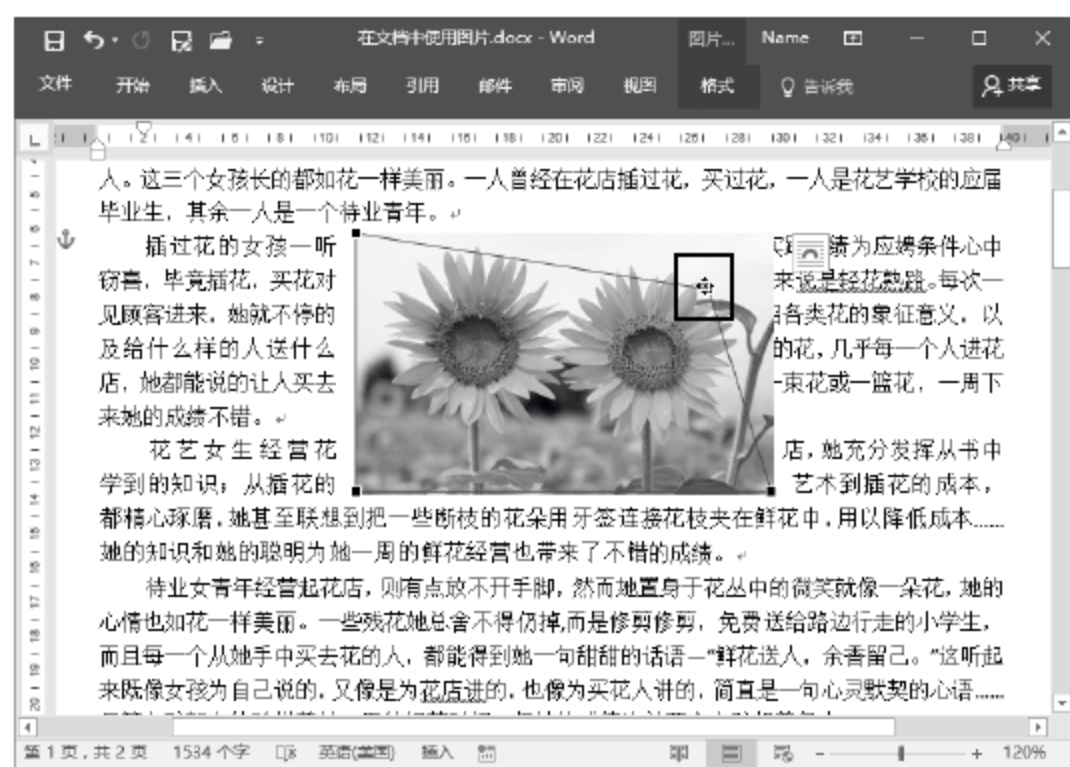 在文档中使用图片.docx - Word
图片...
Name
文件 开始 插入 设计 布局 引用 邮件 审阅 视图 格式 告诉我 共享
人。这三个女孩长的都如花一样美丽。一人曾经在花店插过花，买过花，一人是花艺学校的应届
毕业生，其余一人是一个待业青年。
插过花的女孩一听 绩为应娉条件心中
窃喜，毕竟插花，买花对 来说是轻花熟路。每次一
见顾客进来，她就不停的 各类花的象征意义，以
及给什么样的人送什么 的花，几乎每一个人进花
店，她都能说的让人买去 一束花或一篮花，一周下
来她的成绩不错。
花艺女生经营花 店，她充分发挥从书中
学到的知识；从插花的 艺术到插花的成本，
都精心琢磨，她甚至联想到把一些断枝的花朵用牙签连接花枝夹在鲜花中，用以降低成本……
她的知识和她的聪明为她一周的鲜花经营也带来了不错的成绩。
待业女青年经营起花店，则有点放不开手脚，然而她置身于花丛中的微笑就像一朵花，她的
心情也如花一样美丽。一些残花她总舍不得仍掉,而是修剪修剪，免费送给路边行走的小学生，
而且每一个从她手中买去花的人，都能得到她一句甜甜的话语—“鲜花送人，余香留己。”这听起
来既像女孩为自己说的，又像是为花店讲的，也像为买花人讲的，简直是一句心灵默契的心语……
第 1 页，共 2 页 1534 个字 英语(美国) 插入 120%